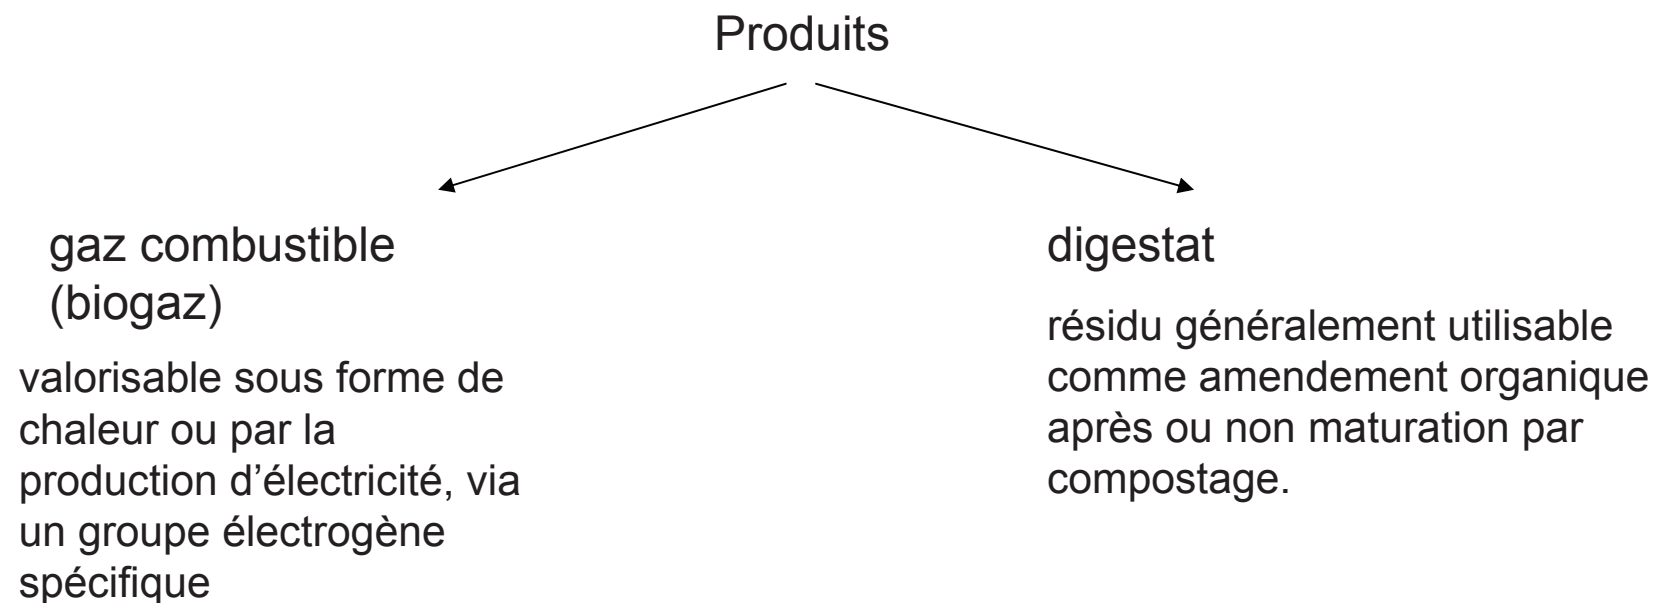 Produits
gaz combustible
(biogaz)
valorisable sous forme de
chaleur ou par la
production d’électricité, via
un groupe électrogène
spécifique
digestat
résidu généralement utilisable
comme amendement organique
après ou non maturation par
compostage.